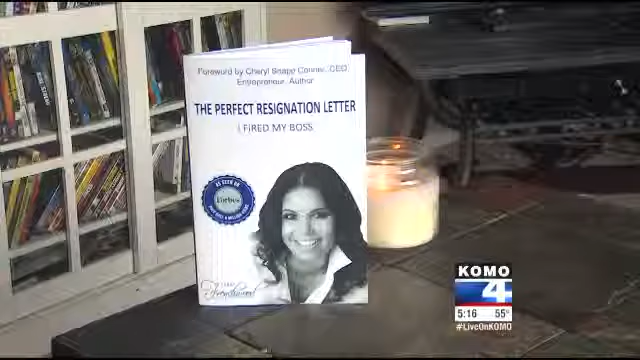 Foreword by Cheryl Snapp Conner, CEO,
Entrepreneur, Author
THE PERFECT RESIGNATION LETTER
I FIRED MY BOSS
AS SEEN ON
Forbes
KOMO
4
5:16 55°
#LiveOnKOMO